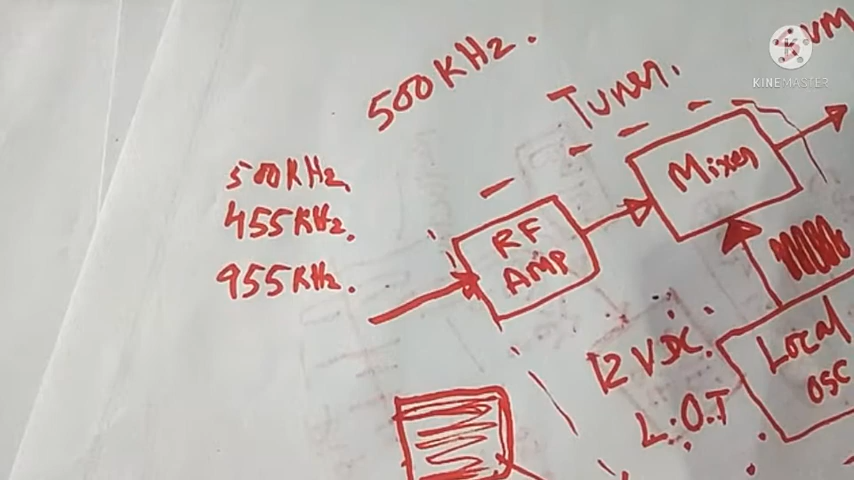 500KHz.
Tuner.
KINEMASTER
500KHz.
455KHz.
955KHz.
RF
AMP
Mixer
12VDC.
L.O.T
Local
OSC